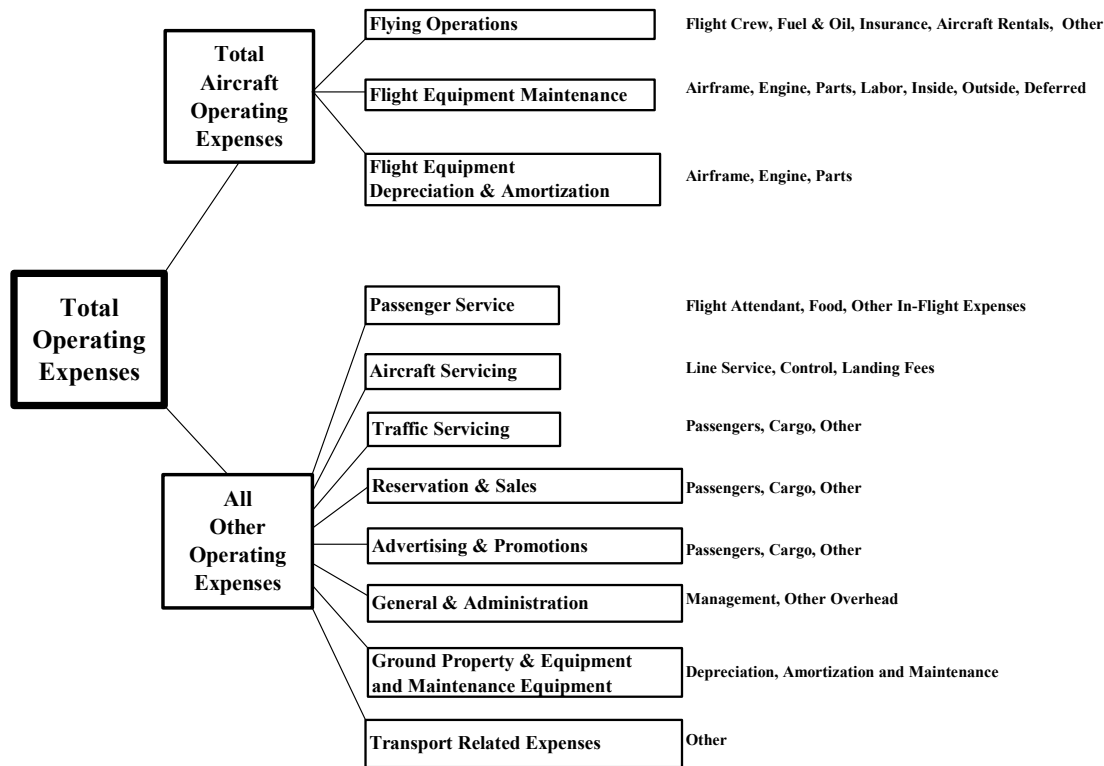 Total
Operating
Expenses
Total
Aircraft
Operating
Expenses
Flying Operations
Flight Crew, Fuel & Oil, Insurance, Aircraft Rentals, Other
Flight Equipment Maintenance
Airframe, Engine, Parts, Labor, Inside, Outside, Deferred
Flight Equipment
Depreciation & Amortization
Airframe, Engine, Parts
All
Other
Operating
Expenses
Passenger Service
Flight Attendant, Food, Other In-Flight Expenses
Aircraft Servicing
Line Service, Control, Landing Fees
Traffic Servicing
Passengers, Cargo, Other
Reservation & Sales
Passengers, Cargo, Other
Advertising & Promotions
Passengers, Cargo, Other
General & Administration
Management, Other Overhead
Ground Property & Equipment
and Maintenance Equipment
Depreciation, Amortization and Maintenance
Transport Related Expenses
Other